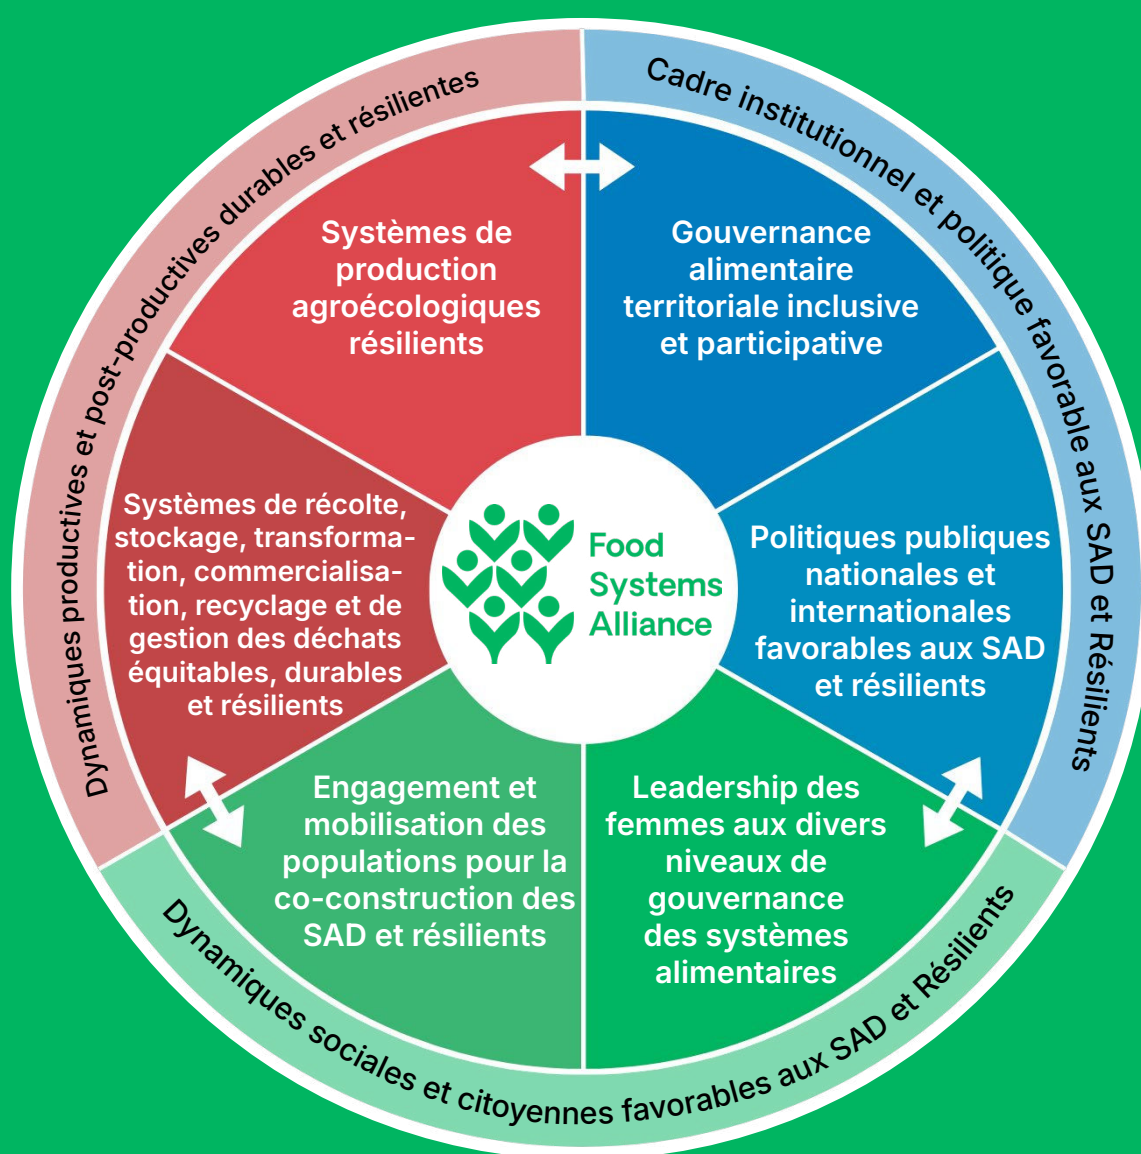 Dynamiques productives et post-productives durables et résilientes
Cadre institutionnel et politique favorable aux SAD et Résilients
Systèmes de
production
agroécologiques
résilients
Gouvernance
alimentaire
territoriale inclusive
et participative
Systèmes de récolte,
stockage, transforma-
tion, commercialisa-
tion, recyclage et de
gestion des déchats
équitables, durables
et résilients
Food
Systems
Alliance
Politiques publiques
nationales et
internationales
favorables aux SAD
et résilients
Engagement et
mobilisation des
populations pour la
co-construction des
SAD et résilients
Leadership des
femmes aux divers
niveaux de
gouvernance
des systèmes
alimentaires
Dynamiques sociales et citoyennes favorables aux SAD et Résilients